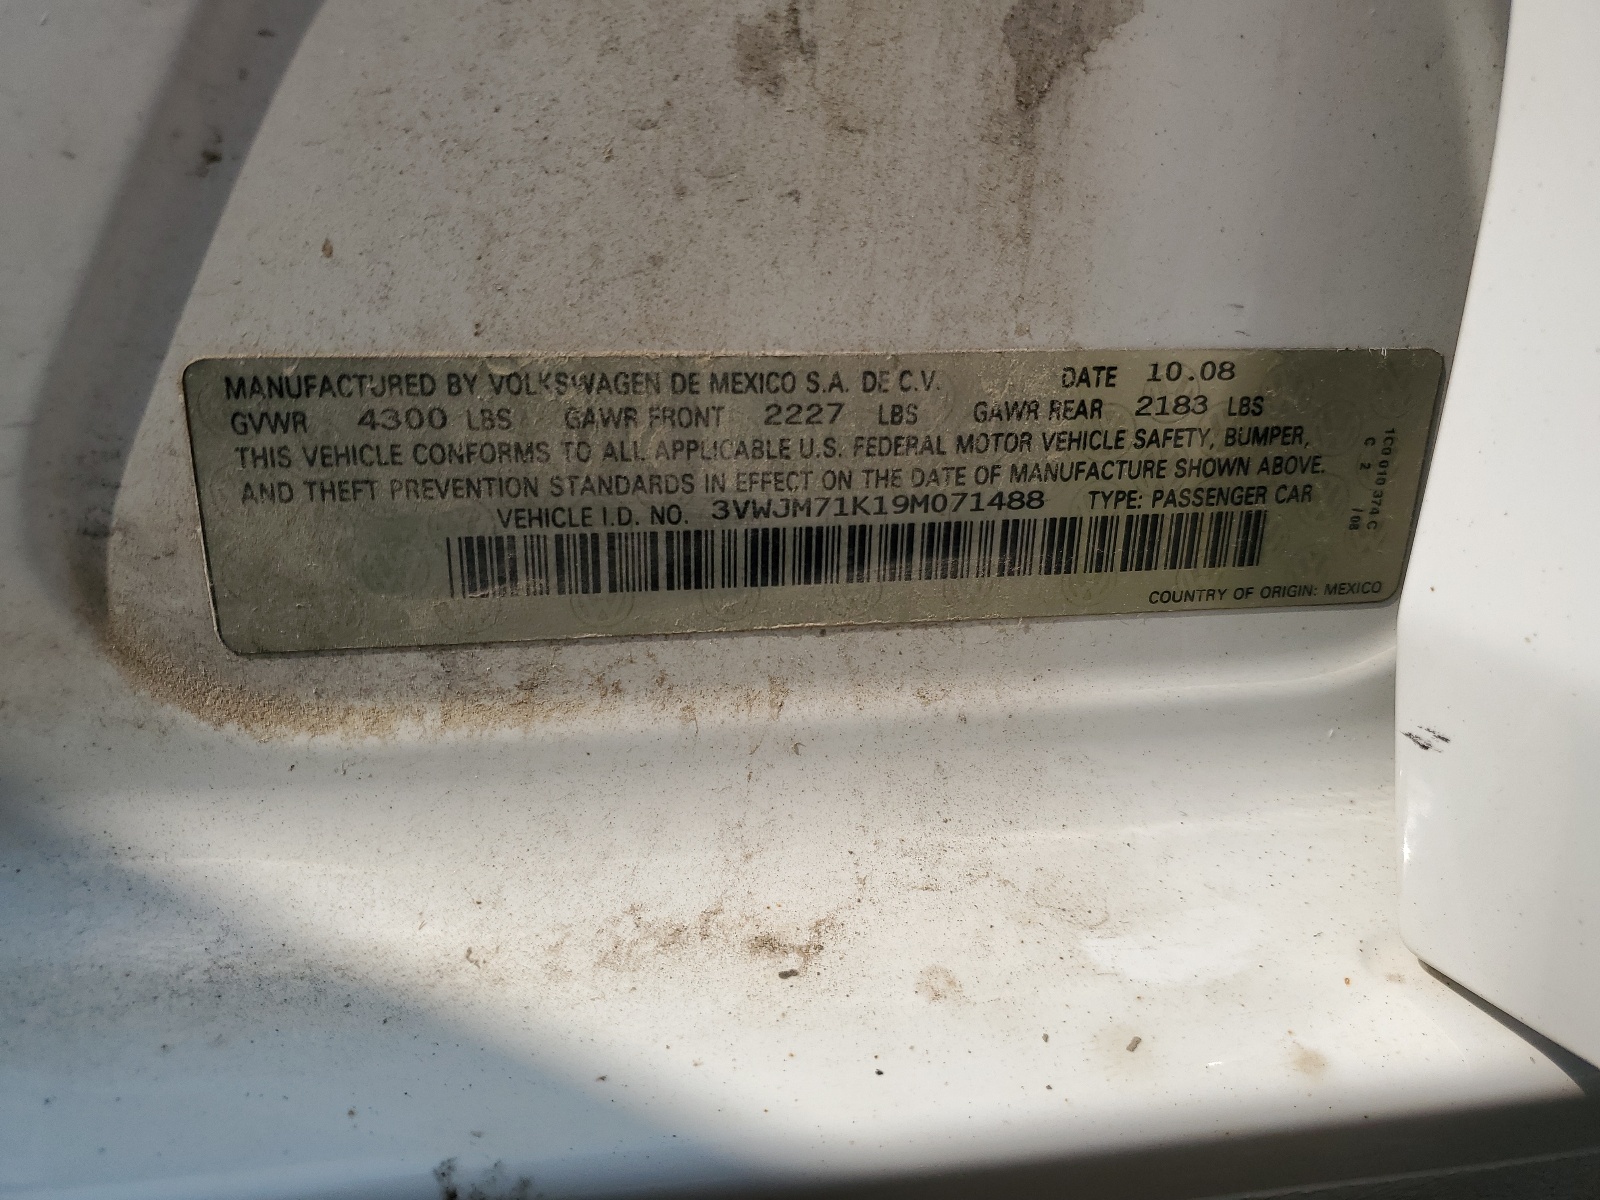 MANUFACTURED BY VOLKSWAGEN DE MEXICO S.A. DE C.V. DATE 10.08
GVWR 4300 LBS GAWR FRONT 2227 LBS GAWR REAR 2183 LBS
THIS VEHICLE CONFORMS TO ALL APPLICABLE U.S. FEDERAL MOTOR VEHICLE SAFETY, BUMPER,
AND THEFT PREVENTION STANDARDS IN EFFECT ON THE DATE OF MANUFACTURE SHOWN ABOVE.
VEHICLE I.D. NO. 3VWJM71K19M071488 TYPE: PASSENGER CAR
COUNTRY OF ORIGIN: MEXICO
C 2 /08